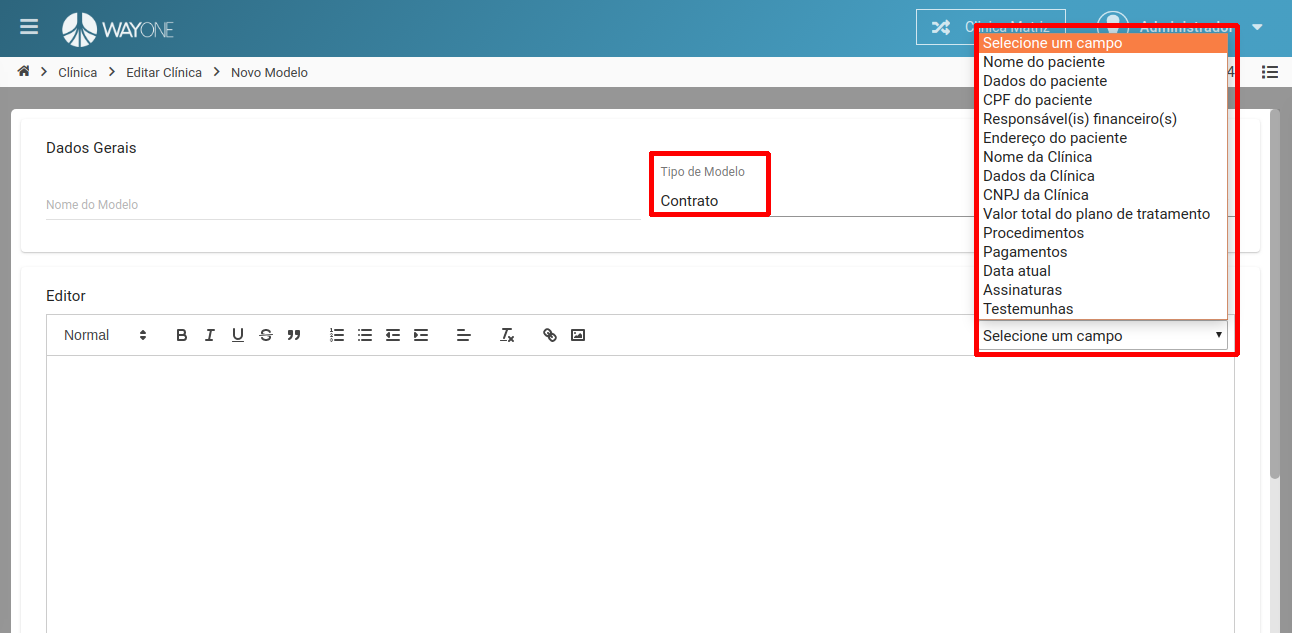 WAYONE
Clínica Matriz
Administrador
Clínica
Editar Clínica
Novo Modelo
4
Dados Gerais
Nome do Modelo
Tipo de Modelo
Contrato
Selecione um campo
Nome do paciente
Dados do paciente
CPF do paciente
Responsável(is) financeiro(s)
Endereço do paciente
Nome da Clínica
Dados da Clínica
CNPJ da Clínica
Valor total do plano de tratamento
Procedimentos
Pagamentos
Data atual
Assinaturas
Testemunhas
Editor
Normal
Selecione um campo